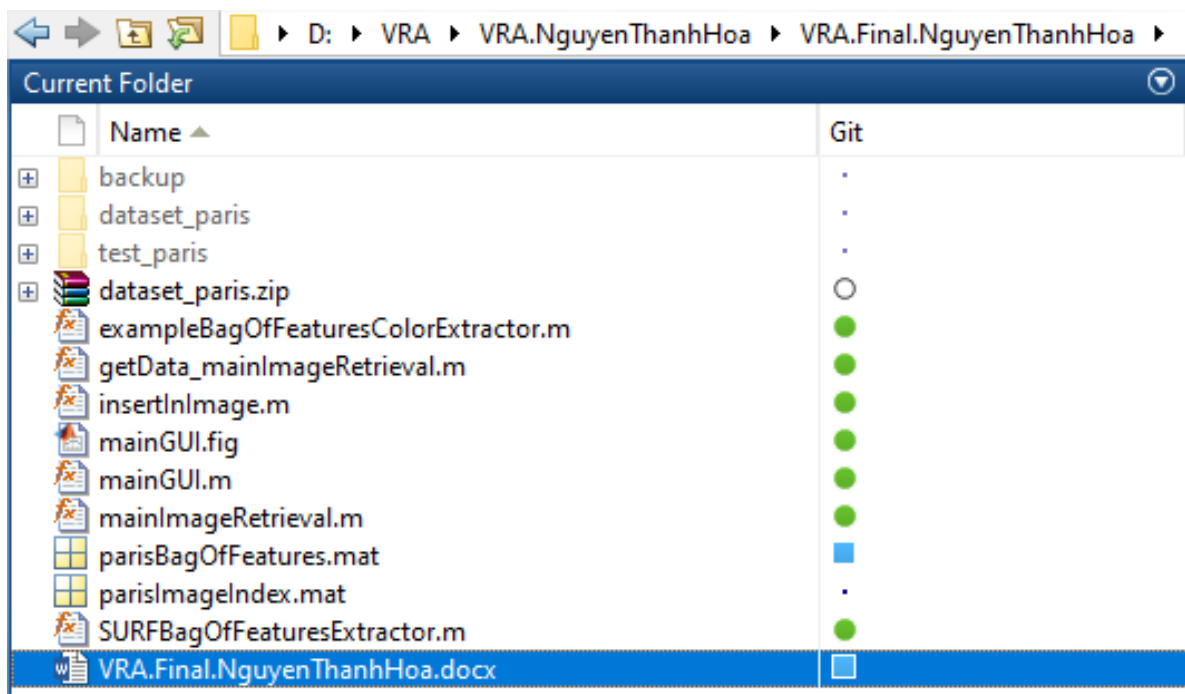 D: VRA VRA.NguyenThanhHoa VRA.Final.NguyenThanhHoa
Current Folder
Name Git
backup
dataset_paris
test_paris
dataset_paris.zip
exampleBagOfFeaturesColorExtractor.m
getData_mainImageRetrieval.m
insertInImage.m
mainGUI.fig
mainGUI.m
mainImageRetrieval.m
parisBagOfFeatures.mat
parisImageIndex.mat
SURFBagOfFeaturesExtractor.m
VRA.Final.NguyenThanhHoa.docx